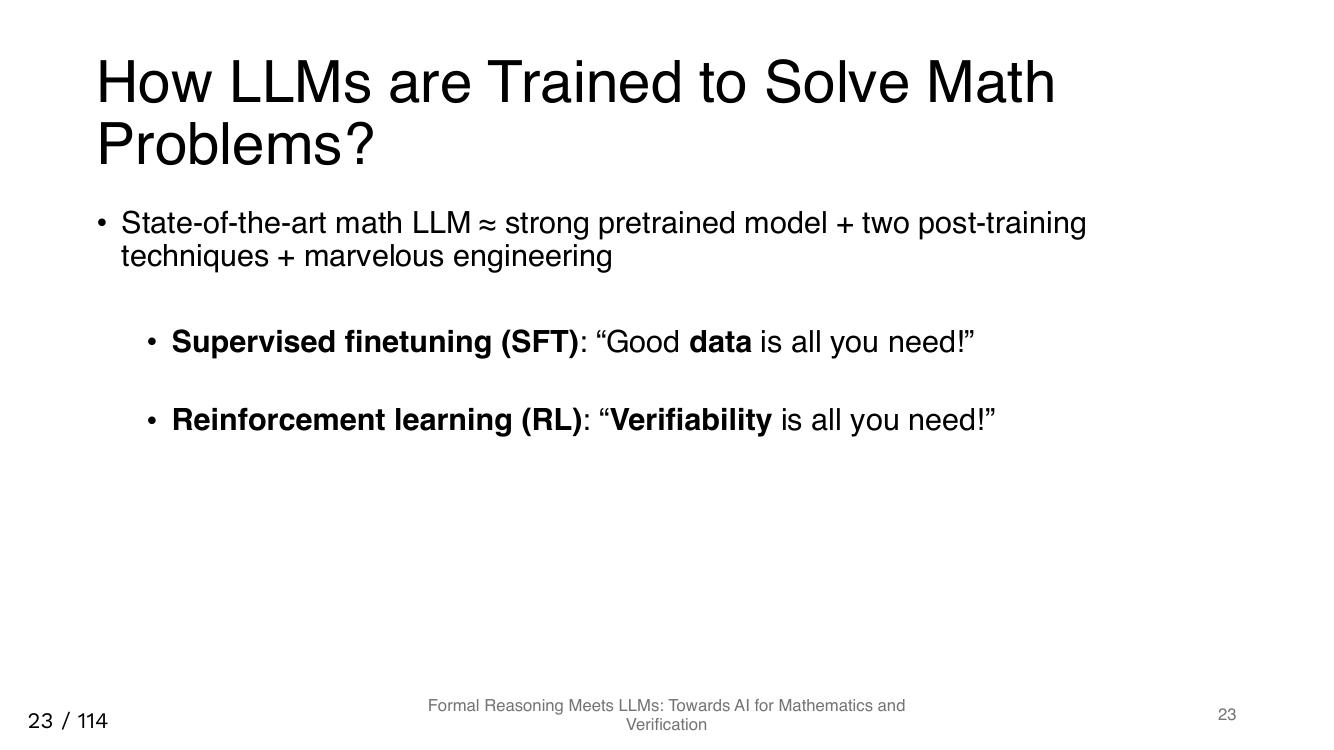 How LLMs are Trained to Solve Math
Problems?
• State-of-the-art math LLM ≈ strong pretrained model + two post-training
techniques + marvelous engineering
• Supervised finetuning (SFT): “Good data is all you need!”
• Reinforcement learning (RL): “Verifiability is all you need!”
23 / 114
Formal Reasoning Meets LLMs: Towards AI for Mathematics and
Verification
23